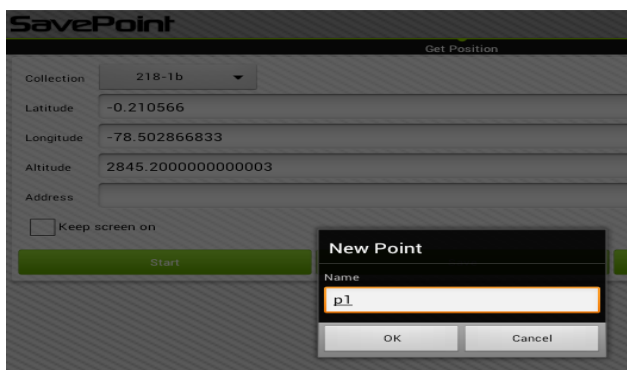 SavePoint
Get Position
Collection 218-1b
Latitude -0.210566
Longitude -78.502866833
Altitude 2845.2000000000003
Address
Keep screen on
Start
New Point
Name
p1
OK Cancel